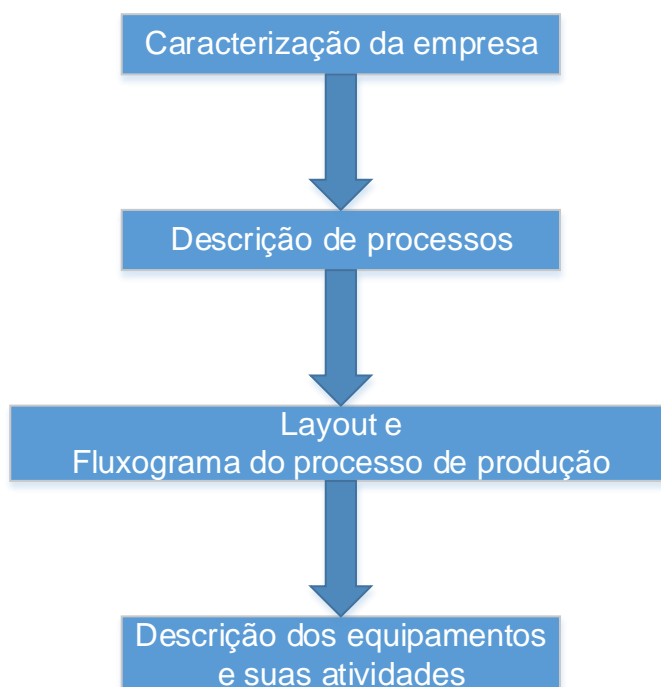 Caracterização da empresa
Descrição de processos
Layout e
Fluxograma do processo de produção
Descrição dos equipamentos
e suas atividades